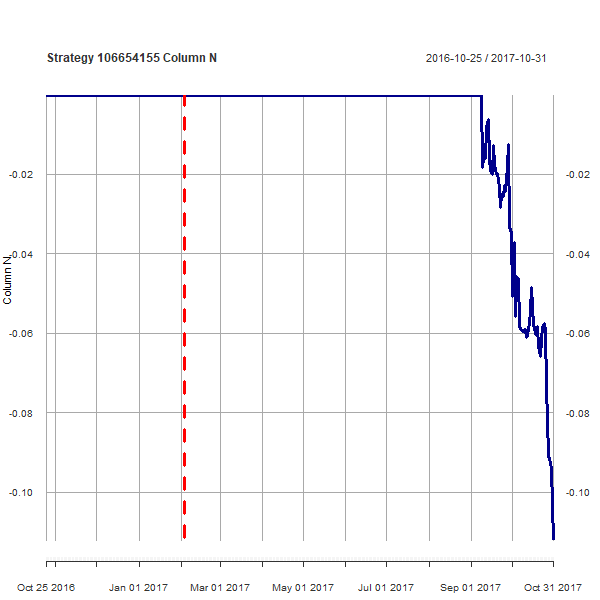 Strategy 106654155 Column N
2016-10-25 / 2017-10-31
-0.02
-0.02
-0.04
-0.04
Column N
-0.06
-0.06
-0.08
-0.08
-0.10
-0.10
Oct 25 2016
Jan 01 2017
Mar 01 2017
May 01 2017
Jul 01 2017
Sep 01 2017
Oct 31 2017